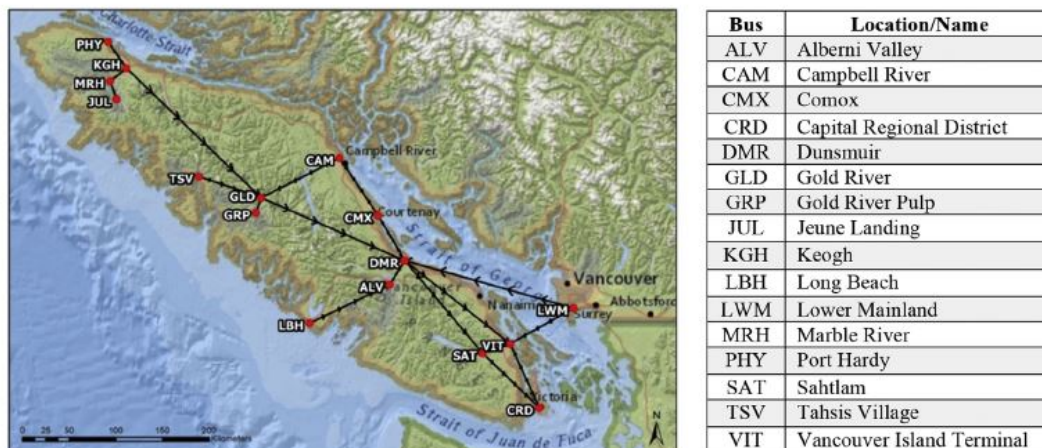 Charlotte-Strait
PHY
KGH
MRH
JUL
CAM
Campbell River
TSV
GLD
GRP
CMX
Courtenay
Strait of Geor
DMR
Vancouver
ALV
Vancouver
Island
Nanaimo
Abbotsford
LWM
Surrey
LBH
VIT
SAT
Victoria
CRD
Strait of Juan de Fuca
0 50 100 200
Kilometers
N
Bus Location/Name
ALV Alberni Valley
CAM Campbell River
CMX Comox
CRD Capital Regional District
DMR Dunsmuir
GLD Gold River
GRP Gold River Pulp
JUL Jeune Landing
KGH Keogh
LBH Long Beach
LWM Lower Mainland
MRH Marble River
PHY Port Hardy
SAT Sahtlam
TSV Tahsis Village
VIT Vancouver Island Terminal